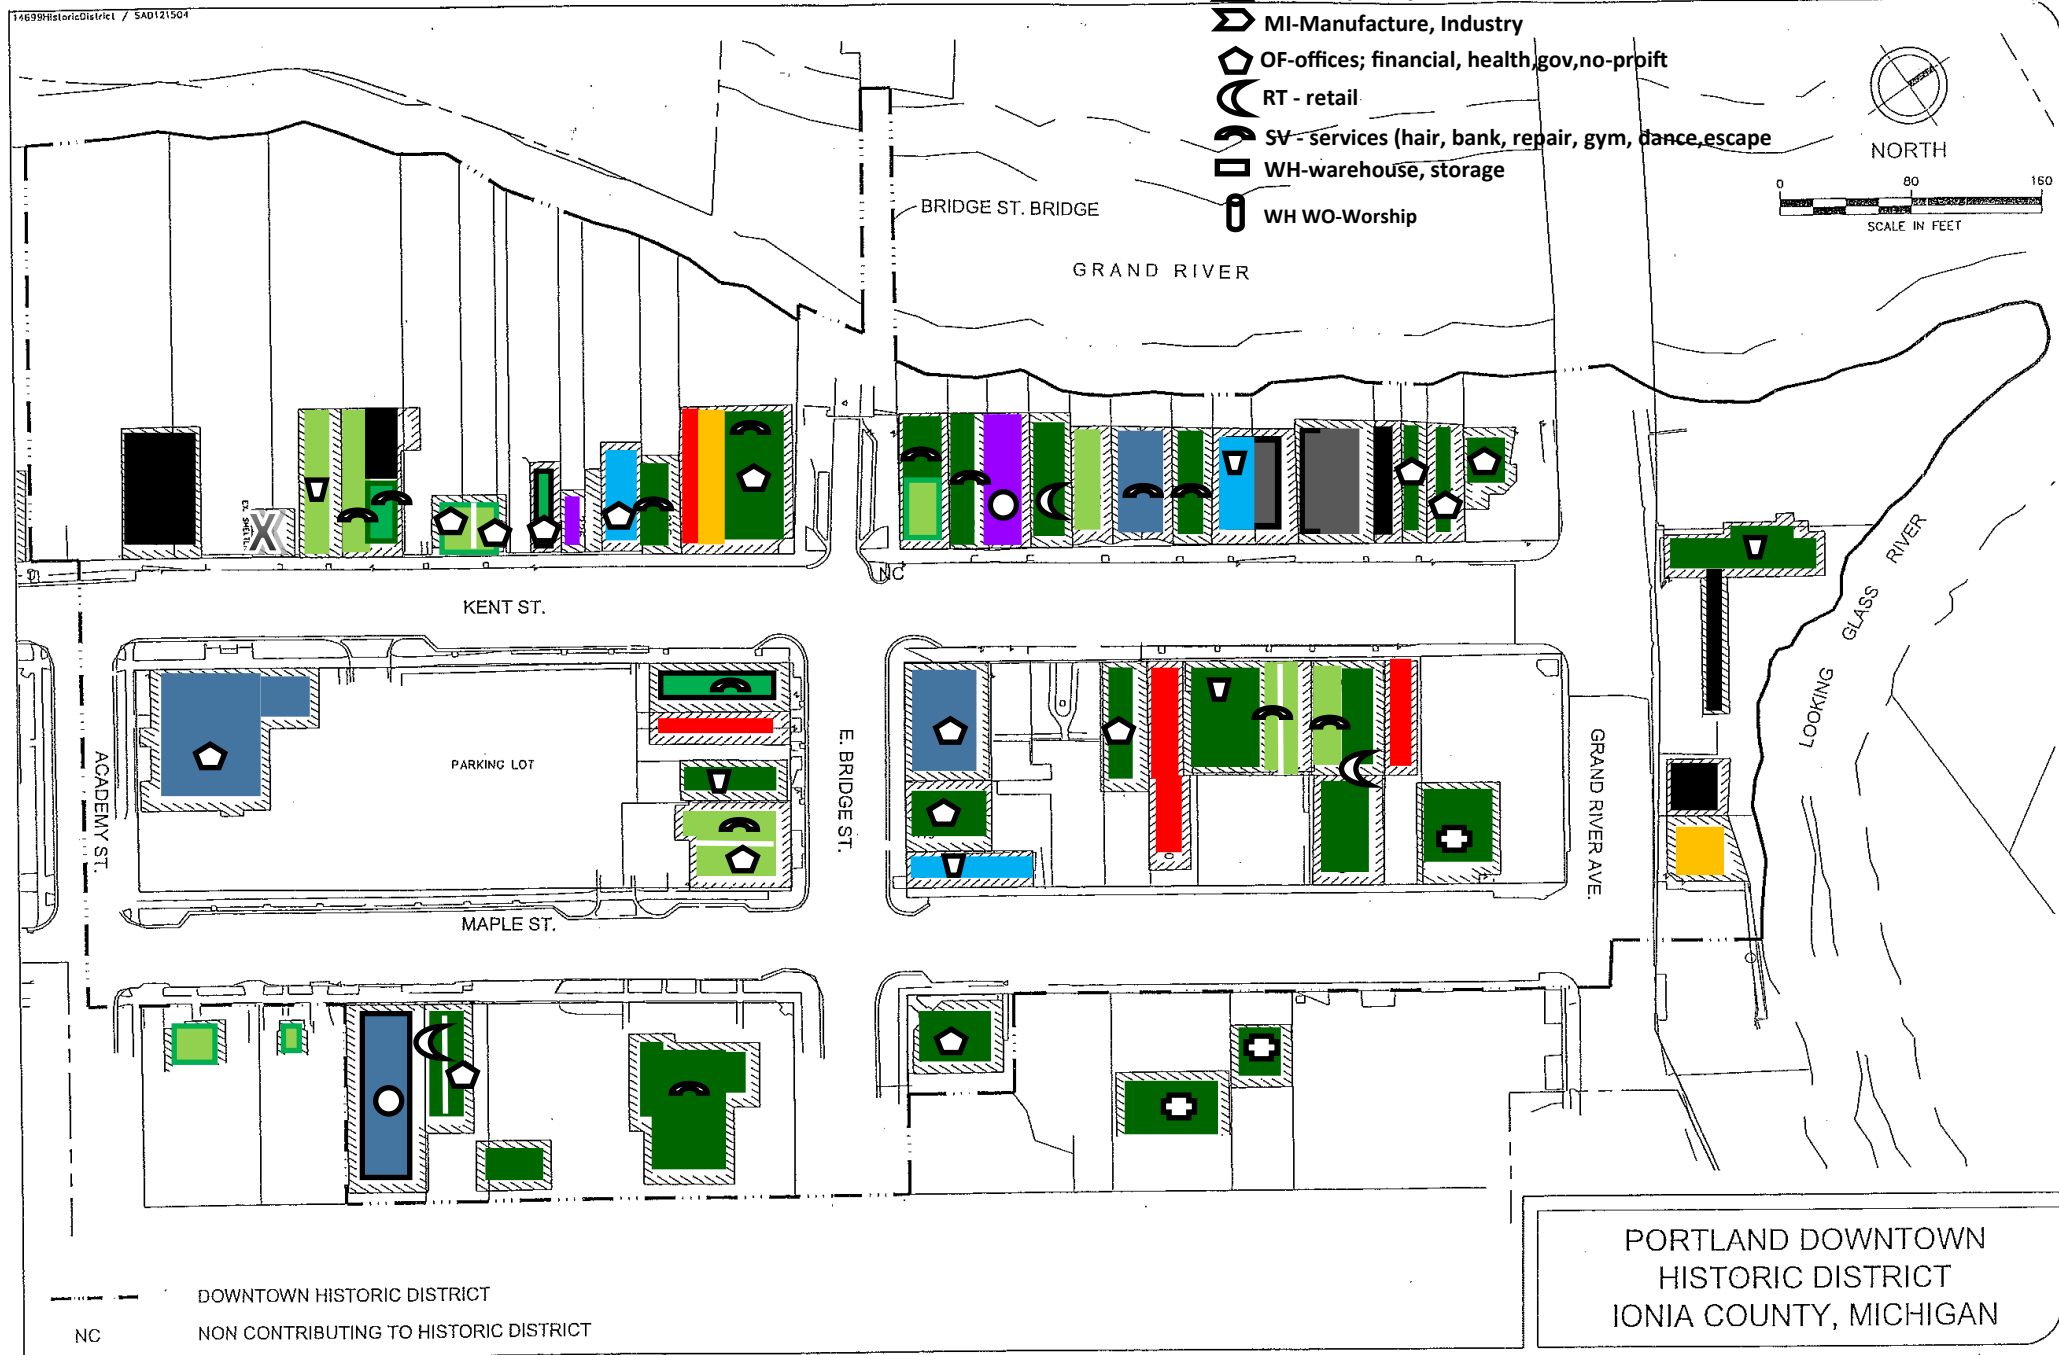 14699HistoricDistrict / SAD121504
MI-Manufacture, Industry
OF-offices; financial, health,gov,no-proift
RT - retail
SV - services (hair, bank, repair, gym, dance,escape
WH-warehouse, storage
WH WO-Worship
NORTH
0 80 160
SCALE IN FEET
BRIDGE ST. BRIDGE
GRAND RIVER
EX. SHELL
X
NC
KENT ST.
LOOKING GLASS RIVER
PARKING LOT
ACADEMY ST.
E. BRIDGE ST.
GRAND RIVER AVE.
MAPLE ST.
DOWNTOWN HISTORIC DISTRICT
NC NON CONTRIBUTING TO HISTORIC DISTRICT
PORTLAND DOWNTOWN
HISTORIC DISTRICT
IONIA COUNTY, MICHIGAN